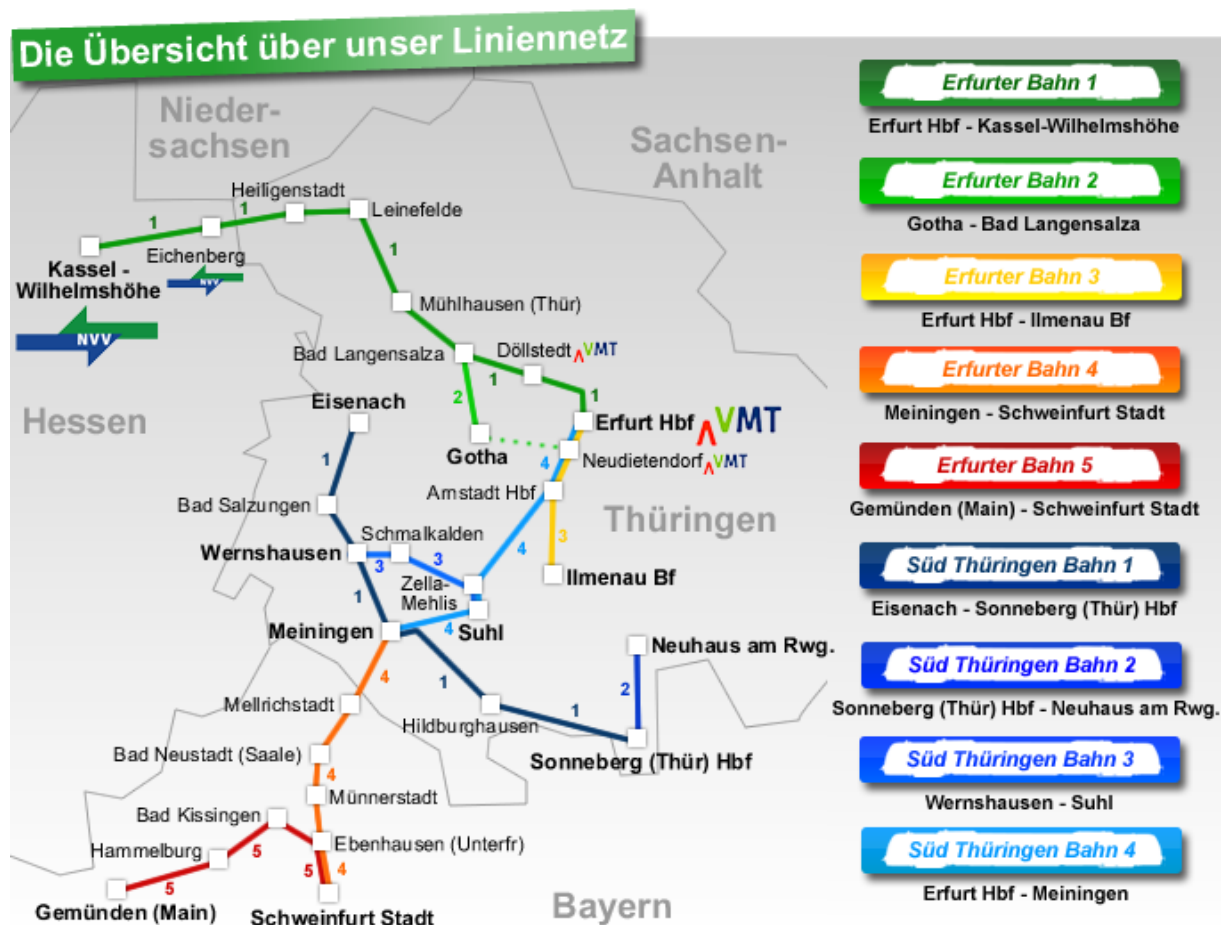 Die Übersicht über unser Liniennetz
Nieder-
sachsen
Sachsen-
Anhalt
Heiligenstadt
Leinefelde
1
1
Eichenberg
Kassel -
Wilhelmshöhe
NVV
NVV
1
Mühlhausen (Thür)
Bad Langensalza
Döllstedt
VMT
1
2
1
Hessen
Eisenach
Erfurt Hbf
VMT
Gotha
Neudietendorf
VMT
1
4
Arnstadt Hbf
Bad Salzungen
Thüringen
Schmalkalden
Wernshausen
3
3
4
3
Zella-
Mehlis
Ilmenau Bf
1
Meiningen
4
Suhl
Neuhaus am Rwg.
4
1
2
Mellrichstadt
Hildburghausen
1
Bad Neustadt (Saale)
Sonneberg (Thür) Hbf
4
Münnerstadt
Bad Kissingen
Ebenhausen (Unterfr)
Hammelburg
5
5
4
5
Gemünden (Main)
Schweinfurt Stadt
Bayern
Erfurter Bahn 1
Erfurt Hbf - Kassel-Wilhelmshöhe
Erfurter Bahn 2
Gotha - Bad Langensalza
Erfurter Bahn 3
Erfurt Hbf - Ilmenau Bf
Erfurter Bahn 4
Meiningen - Schweinfurt Stadt
Erfurter Bahn 5
Gemünden (Main) - Schweinfurt Stadt
Süd Thüringen Bahn 1
Eisenach - Sonneberg (Thür) Hbf
Süd Thüringen Bahn 2
Sonneberg (Thür) Hbf - Neuhaus am Rwg.
Süd Thüringen Bahn 3
Wernshausen - Suhl
Süd Thüringen Bahn 4
Erfurt Hbf - Meiningen